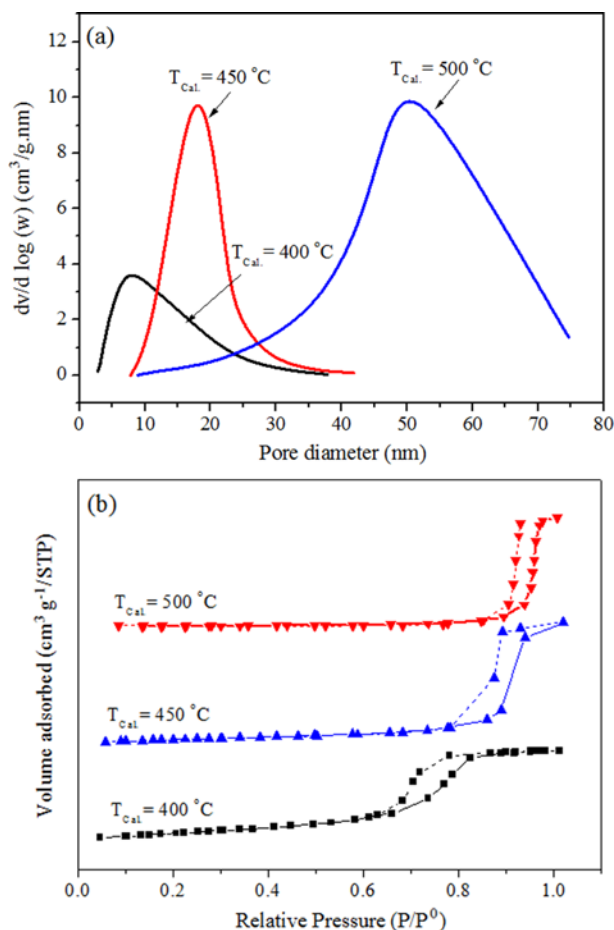 (a)
T_Cal. = 450 °C
T_Cal. = 500 °C
T_Cal. = 400 °C
dv/d log (w) (cm³/g.nm)
10
8
6
4
2
0
12
0 10 20 30 40 50 60 70 80
Pore diameter (nm)
(b)
T_Cal. = 500 °C
T_Cal. = 450 °C
T_Cal. = 400 °C
Volume adsorbed (cm³ g⁻¹/STP)
0.0 0.2 0.4 0.6 0.8 1.0
Relative Pressure (P/P⁰)